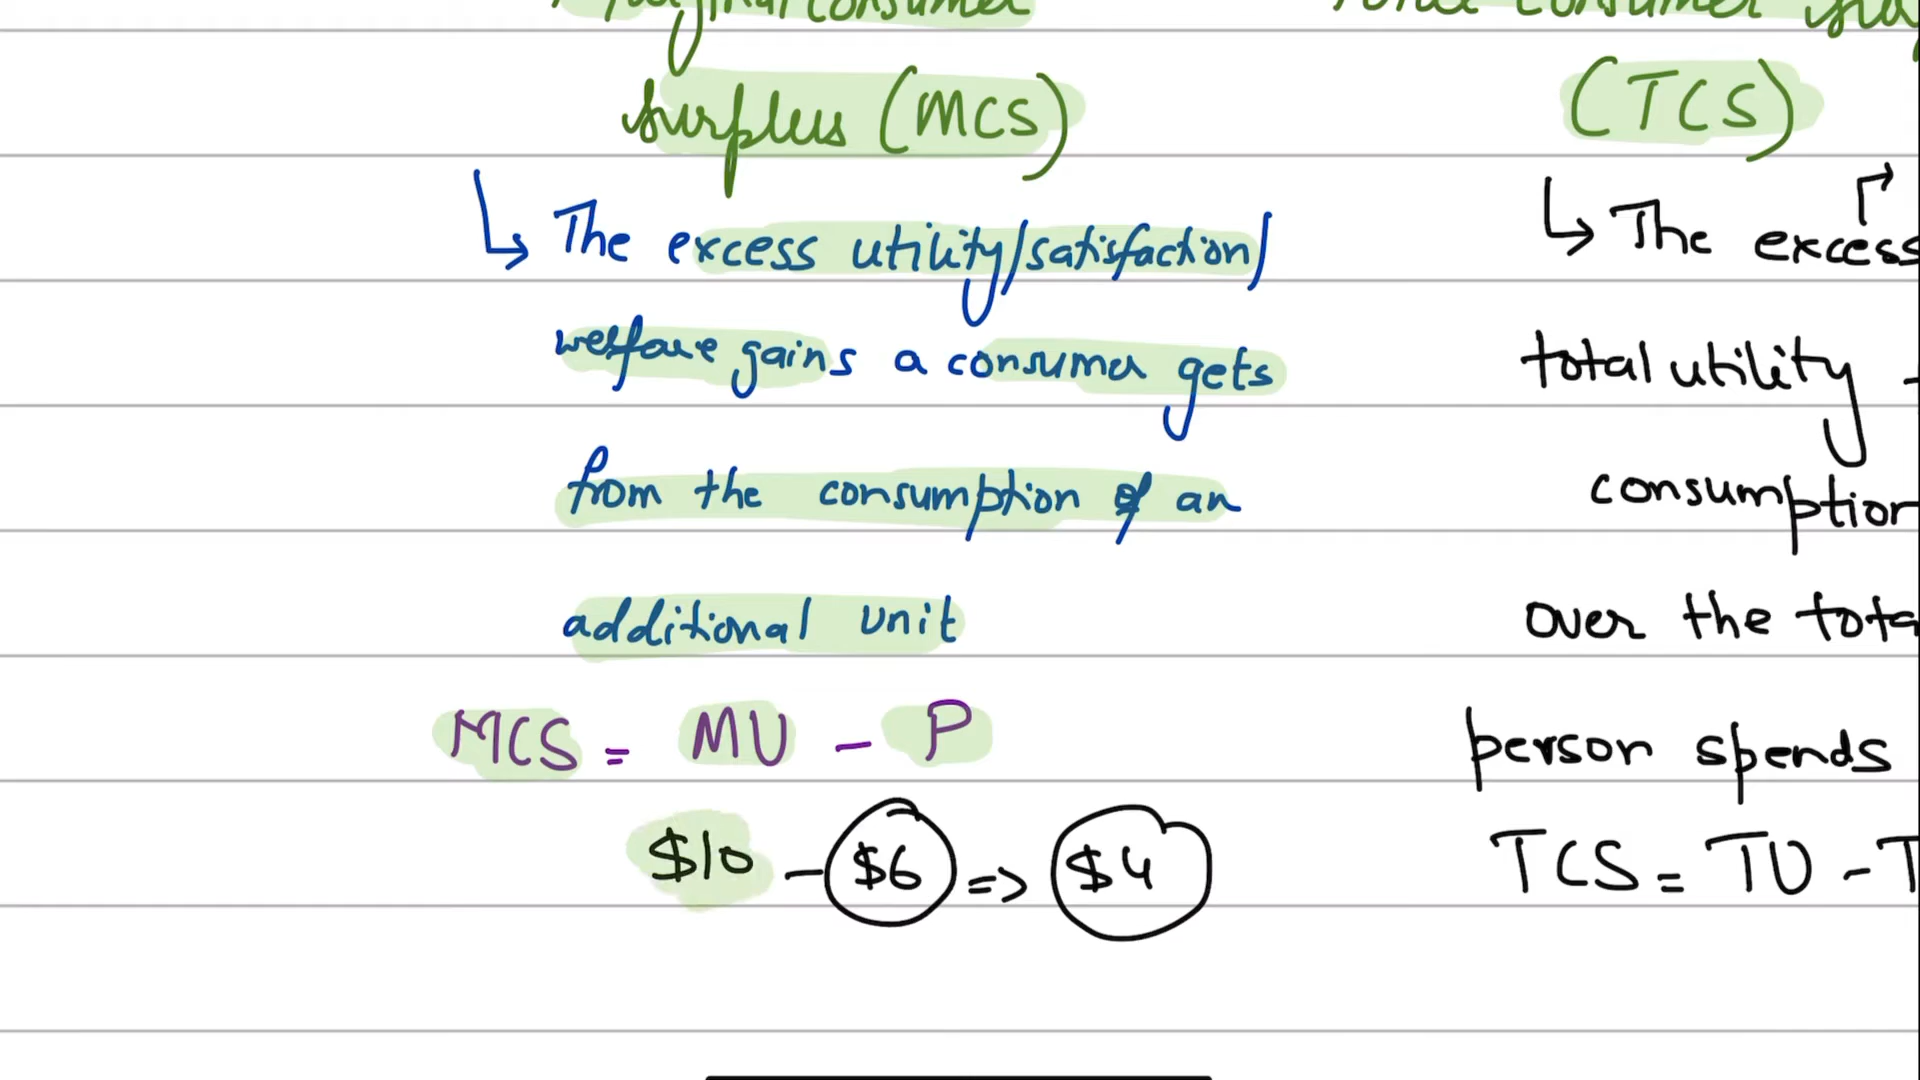 surplus (MCS)
↳ The excess utility/satisfaction/
welfare gains a consumer gets
from the consumption of an
additional unit
MCS = MU - P
$10 - $6 => $4
(TCS)
↳ The excess
total utility
consumption
over the
person spends
TCS = TU -